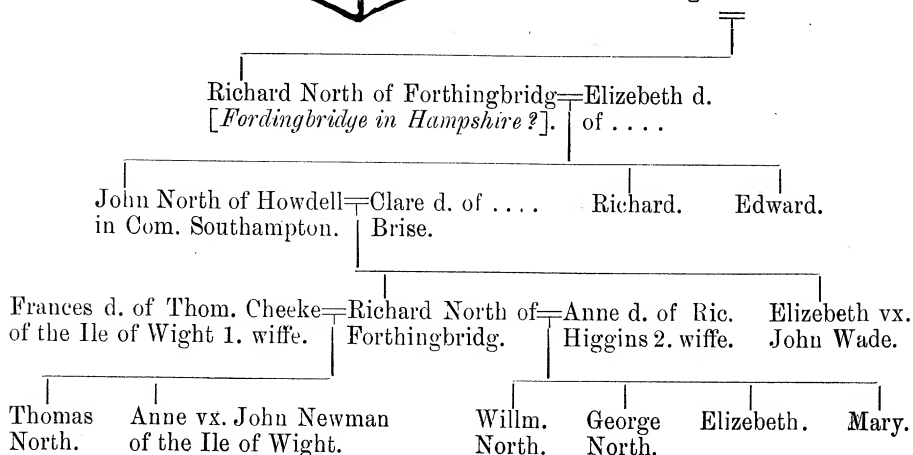 Richard North of Forthingbridg=Elizebeth d.
[Fordingbridge in Hampshire?]. of ....
John North of Howdell=Clare d. of .... Richard. Edward.
in Com. Southampton. Brise.
Frances d. of Thom. Cheeke=Richard North of=Anne d. of Ric. Elizebeth vx.
of the Ile of Wight 1. wiffe. Forthingbridg. Higgins 2. wiffe. John Wade.
Thomas Anne vx. John Newman Willm. George Elizebeth. Mary.
North. of the Ile of Wight. North. North.